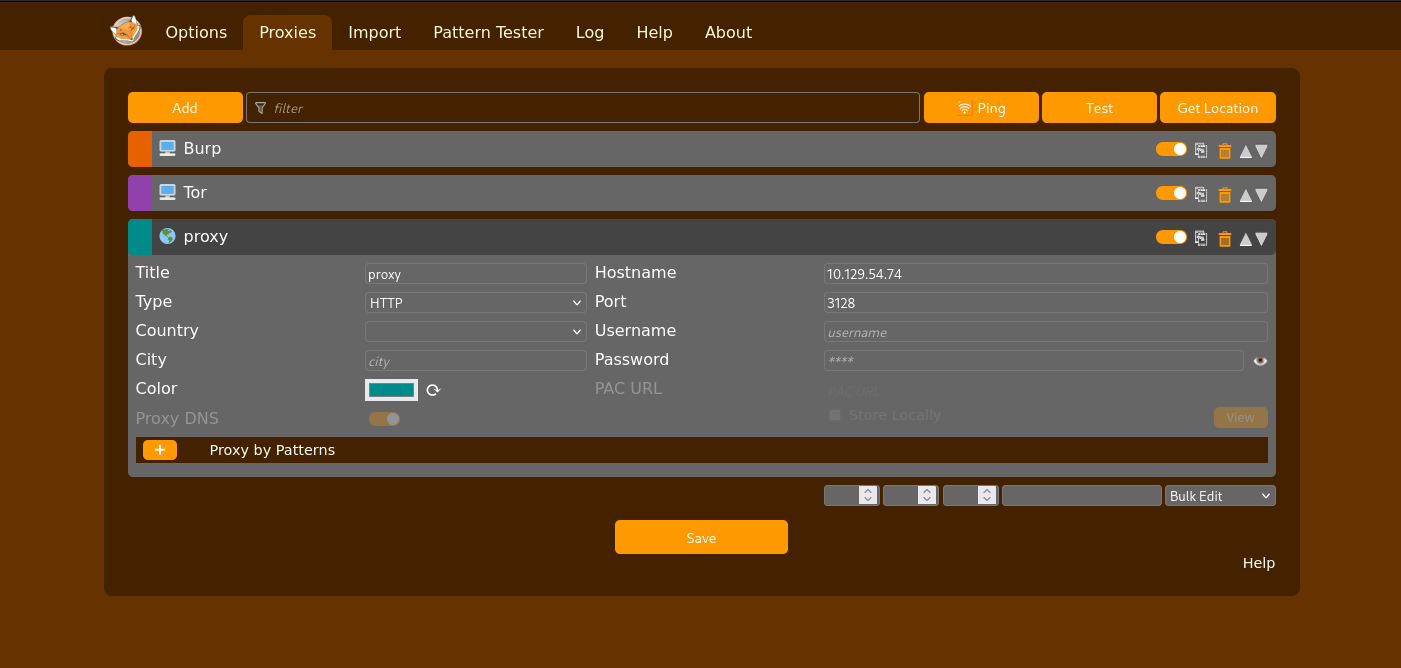 Options Proxies Import Pattern Tester Log Help About
Add filter Ping Test Get Location
Burp
Tor
proxy
Title proxy Hostname 10.129.54.74
Type HTTP Port 3128
Country Username username
City city Password ****
Color PAC URL PAC URL
Proxy DNS Store Locally View
+ Proxy by Patterns
Bulk Edit
Save
Help